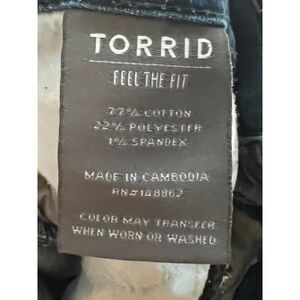 TORRID
FEEL THE FIT
77% COTTON
22% POLYESTER
1% SPANDEX
MADE IN CAMBODIA
RN#148862
COLOR MAY TRANSFER
WHEN WORN OR WASHED